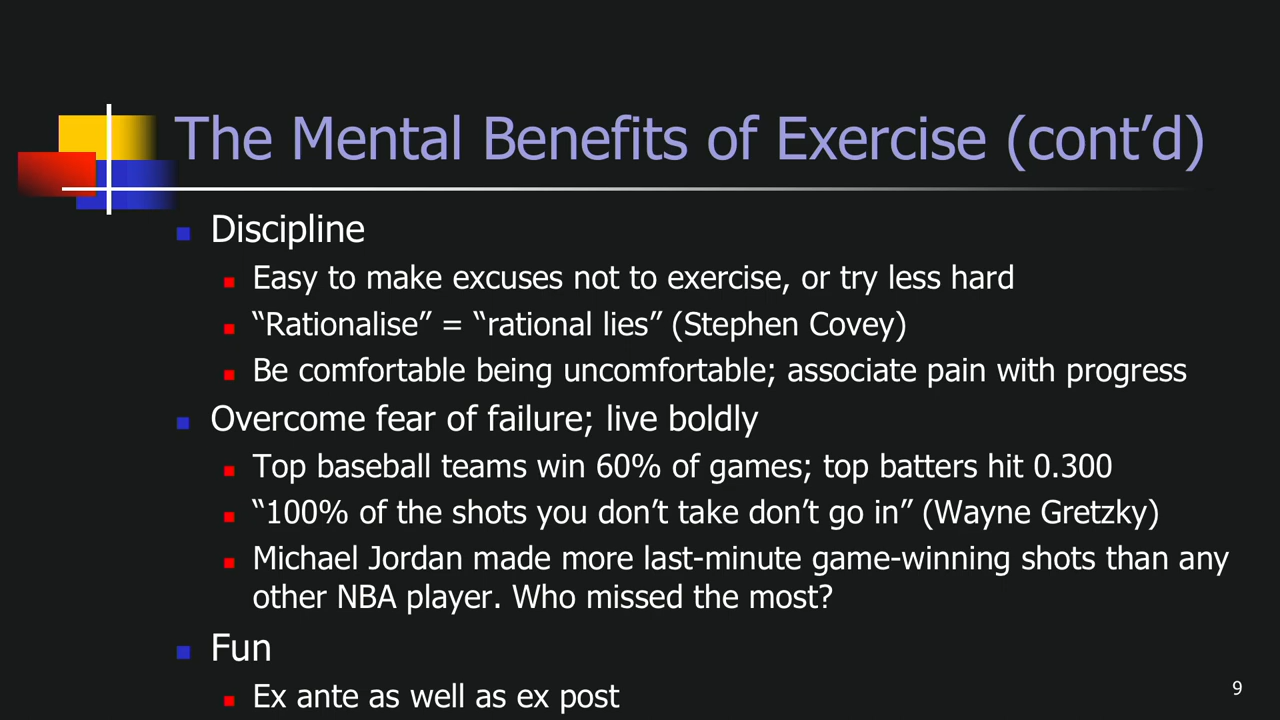 The Mental Benefits of Exercise (cont’d)
Discipline
Easy to make excuses not to exercise, or try less hard
“Rationalise” = “rational lies” (Stephen Covey)
Be comfortable being uncomfortable; associate pain with progress
Overcome fear of failure; live boldly
Top baseball teams win 60% of games; top batters hit 0.300
“100% of the shots you don’t take don’t go in” (Wayne Gretzky)
Michael Jordan made more last-minute game-winning shots than any
other NBA player. Who missed the most?
Fun
Ex ante as well as ex post
9